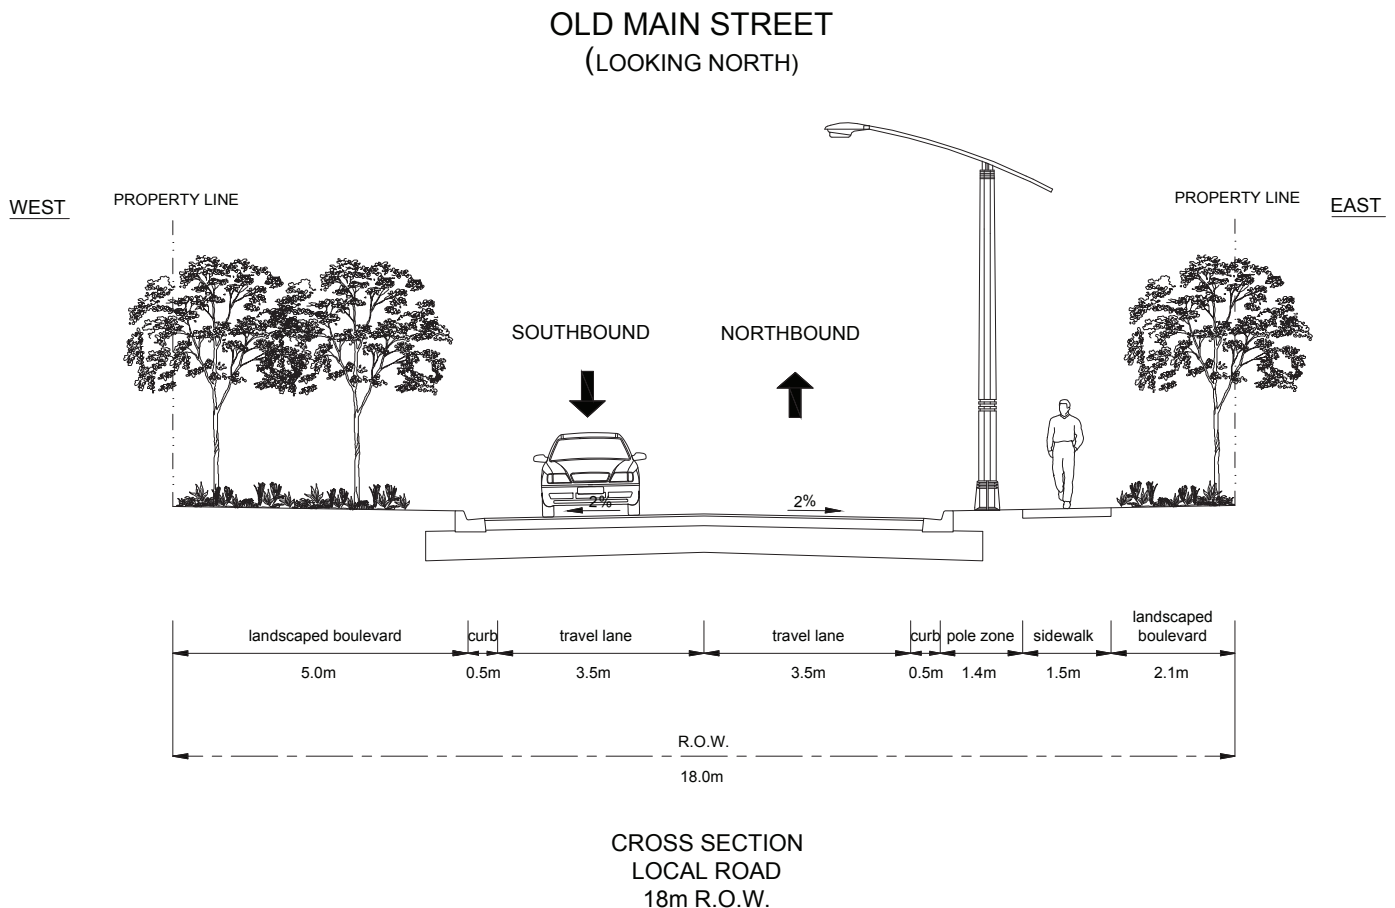 OLD MAIN STREET
(LOOKING NORTH)
WEST
PROPERTY LINE
PROPERTY LINE
EAST
SOUTHBOUND
NORTHBOUND
2%
2%
landscaped boulevard
curb
travel lane
travel lane
curb
pole zone
sidewalk
landscaped
boulevard
5.0m
0.5m
3.5m
3.5m
0.5m
1.4m
1.5m
2.1m
R.O.W.
18.0m
CROSS SECTION
LOCAL ROAD
18m R.O.W.